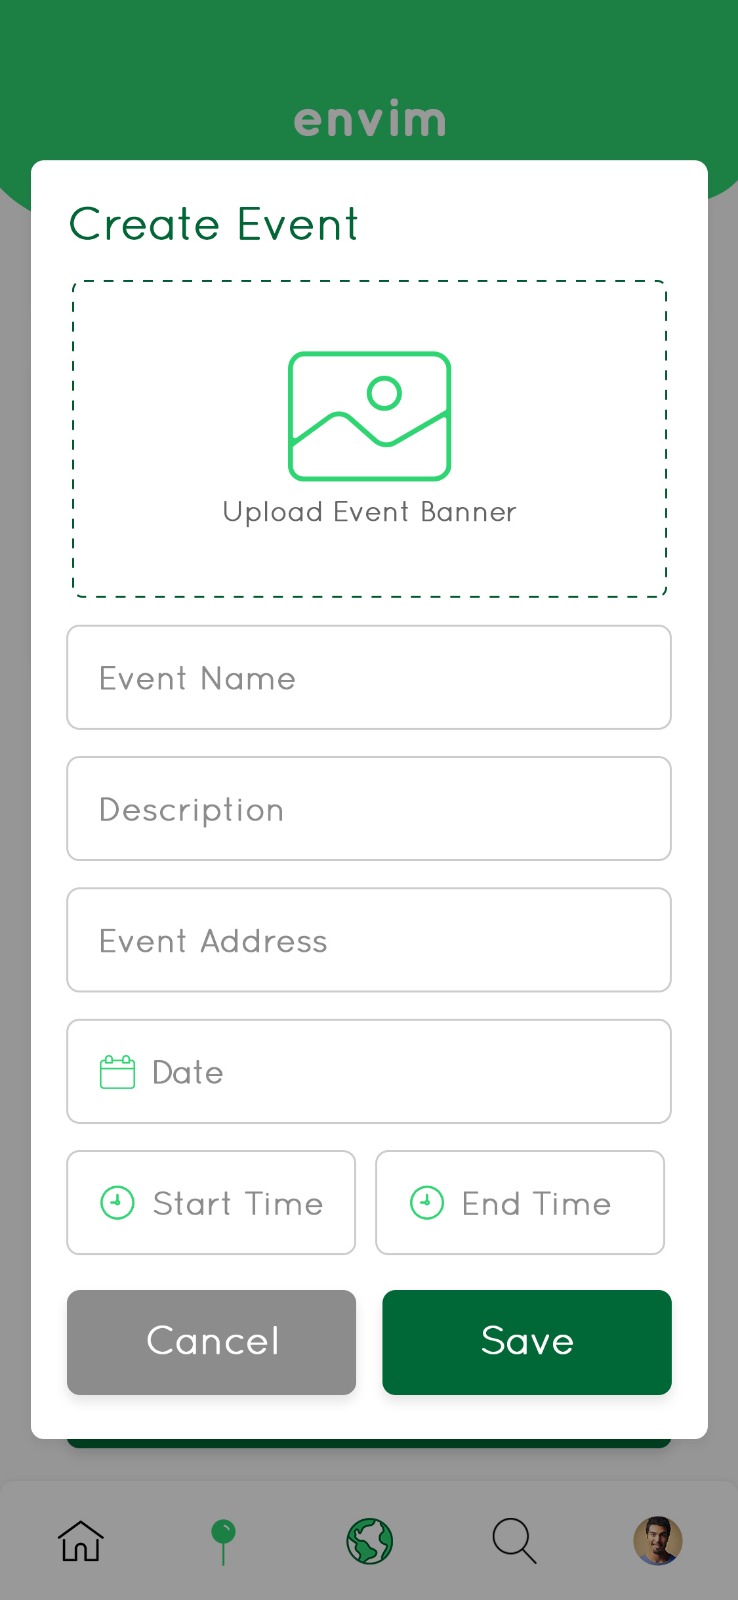 envim
Create Event
Upload Event Banner
Event Name
Description
Event Address
Date
Start Time
End Time
Cancel
Save